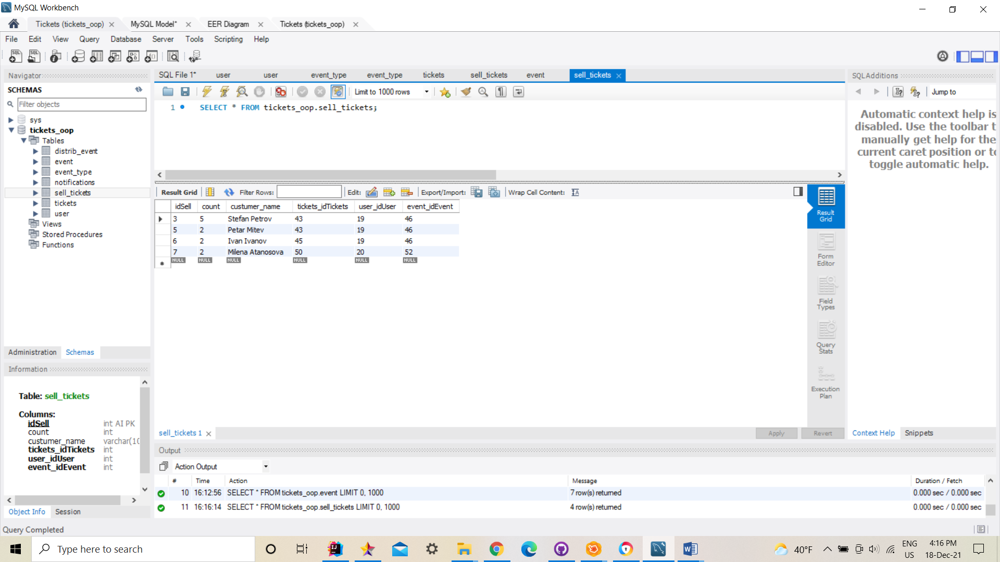 MySQL Workbench
Tickets (tickets_oop) MySQL Model* EER Diagram Tickets (tickets_oop)
File Edit View Query Database Server Tools Scripting Help
Navigator
SCHEMAS
Filter objects
sys
tickets_oop
Tables
distrib_event
event
event_type
notifications
sell_tickets
tickets
user
Views
Stored Procedures
Functions
Administration Schemas
Information
Table: sell_tickets
Columns:
idSell int AI PK
count int
custumer_name varchar(10
tickets_idTickets int
user_idUser int
event_idEvent int
Object Info Session
SQL File 1* user user event_type event_type tickets sell_tickets event sell_tickets
Limit to 1000 rows
1 SELECT * FROM tickets_oop.sell_tickets;
Result Grid Filter Rows: Edit: Export/Import: Wrap Cell Content:
idSell count custumer_name tickets_idTickets user_idUser event_idEvent
3 5 Stefan Petrov 43 19 46
5 2 Petar Mitev 43 19 46
6 2 Ivan Ivanov 45 19 46
7 2 Milena Atanosova 50 20 52
NULL NULL NULL NULL NULL NULL
Result
Grid
Form
Editor
Field
Types
Query
Stats
Execution
Plan
sell_tickets 1 Apply Revert
SQLAdditions
Jump to
Automatic context help is
disabled. Use the toolbar t
manually get help for the
current caret position or to
toggle automatic help.
Context Help Snippets
Output
Action Output
# Time Action Message Duration / Fetch
10 16:12:56 SELECT * FROM tickets_oop.event LIMIT 0, 1000 7 row(s) returned 0.000 sec / 0.000 sec
11 16:16:14 SELECT * FROM tickets_oop.sell_tickets LIMIT 0, 1000 4 row(s) returned 0.000 sec / 0.000 sec
Query Completed
Type here to search
40°F
ENG
US
4:16 PM
18-Dec-21